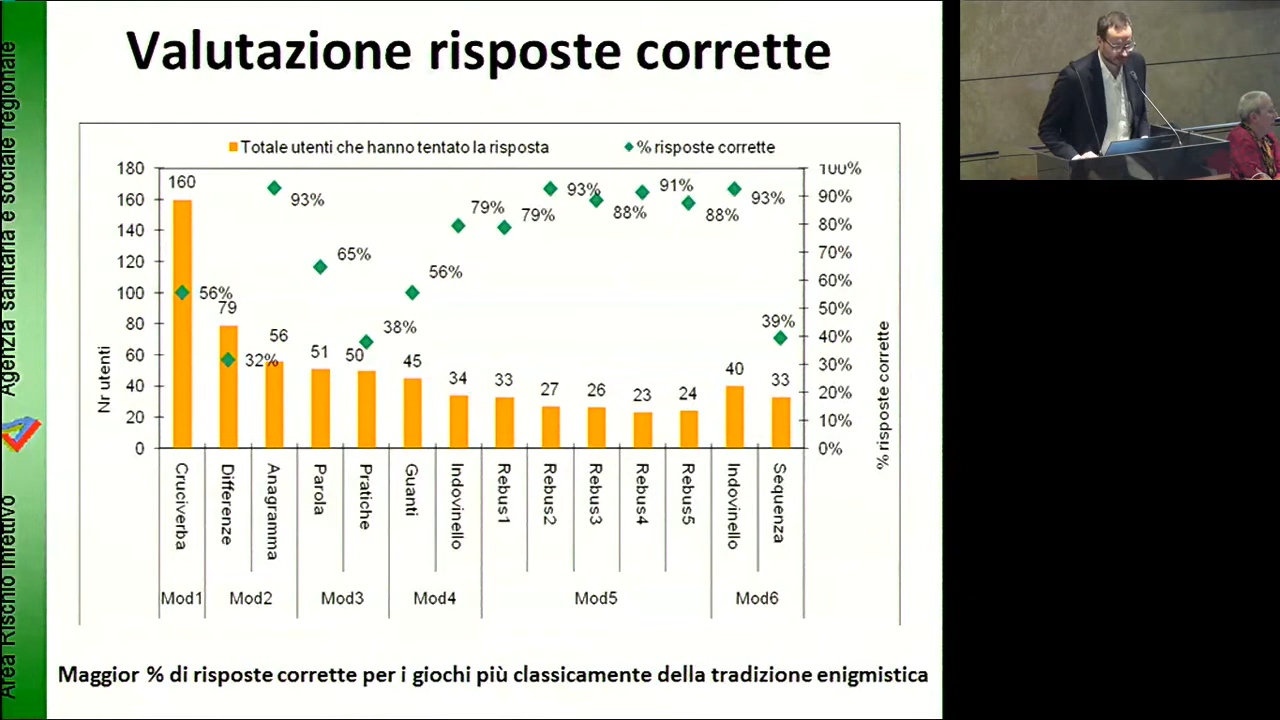 Valutazione risposte corrette
Agenzia sanitaria e sociale regionale
Area Rischio Infettivo
Totale utenti che hanno tentato la risposta
% risposte corrette
180
160
140
120
100
80
60
40
20
0
Nr utenti
100%
90%
80%
70%
60%
50%
40%
30%
20%
10%
0%
% risposte corrette
160
79
56
51
50
45
34
33
27
26
23
24
40
33
56%
32%
93%
65%
38%
56%
79%
79%
93%
88%
91%
88%
93%
39%
Cruciverba
Differenze
Anagramma
Parola
Pratiche
Guanti
Indovinello
Rebus1
Rebus2
Rebus3
Rebus4
Rebus5
Indovinello
Sequenza
Mod1
Mod2
Mod3
Mod4
Mod5
Mod6
Maggior % di risposte corrette per i giochi più classicamente della tradizione enigmistica